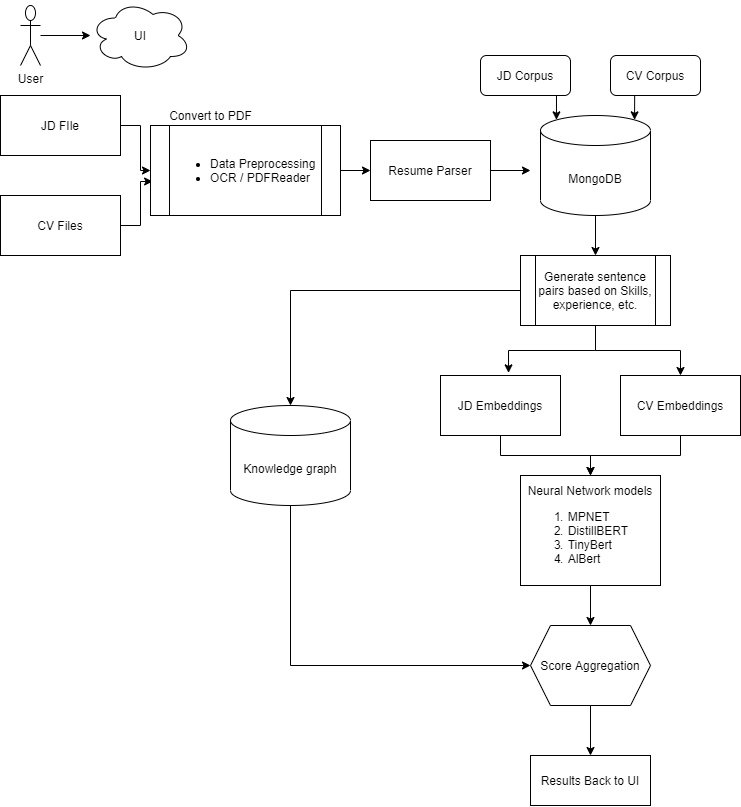 UI
User
JD FIle
CV Files
Convert to PDF
Data Preprocessing
OCR / PDFReader
Resume Parser
JD Corpus
CV Corpus
MongoDB
Generate sentence
pairs based on Skills,
experience, etc.
JD Embeddings
CV Embeddings
Knowledge graph
Neural Network models
1. MPNET
2. DistillBERT
3. TinyBert
4. AlBert
Score Aggregation
Results Back to UI